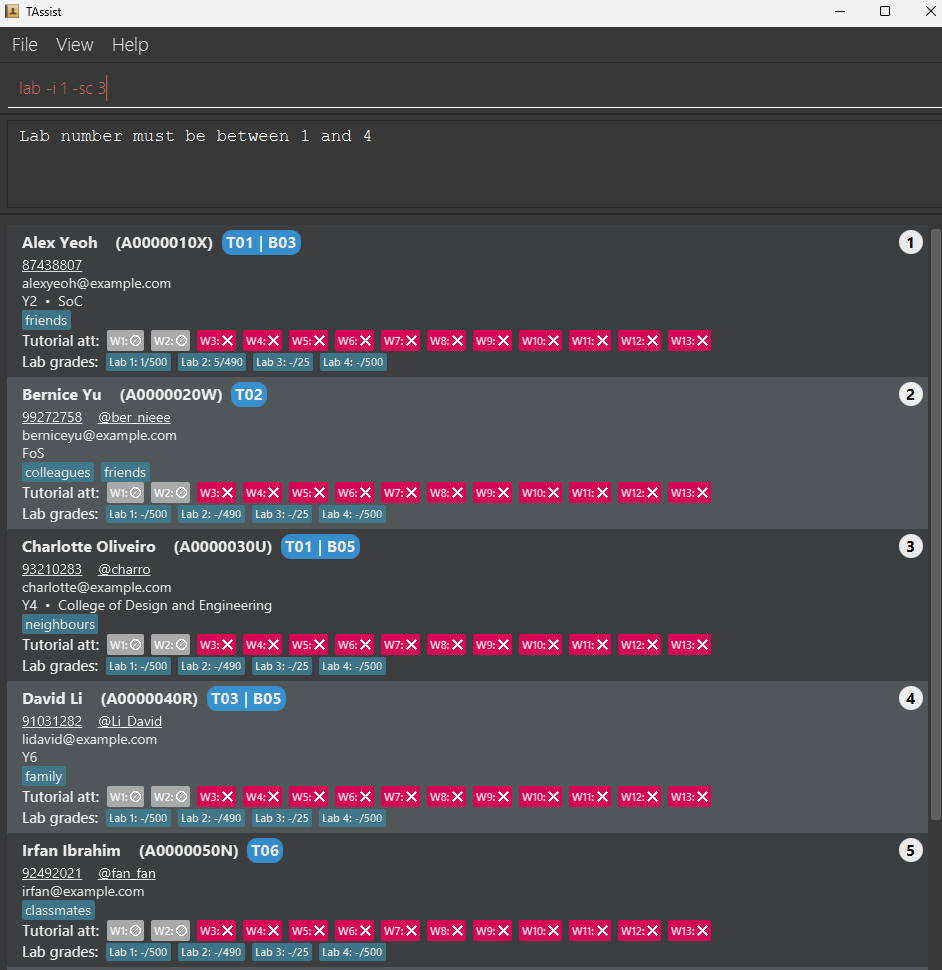 TAssist
File View Help
lab -i 1 -sc 3
Lab number must be between 1 and 4
Alex Yeoh (A0000010X) T01 | B03 1
87438807
alexyeoh@example.com
Y2 • SoC
friends
Tutorial att: W1: W2: W3: W4: W5: W6: W7: W8: W9: W10: W11: W12: W13:
Lab grades: Lab 1: 1/500 Lab 2: 5/490 Lab 3: -/25 Lab 4: -/500
Bernice Yu (A0000020W) T02 2
99272758 @ber_nieee
berniceyu@example.com
FoS
colleagues friends
Tutorial att: W1: W2: W3: W4: W5: W6: W7: W8: W9: W10: W11: W12: W13:
Lab grades: Lab 1: -/500 Lab 2: -/490 Lab 3: -/25 Lab 4: -/500
Charlotte Oliveiro (A0000030U) T01 | B05 3
93210283 @charro
charlotte@example.com
Y4 • College of Design and Engineering
neighbours
Tutorial att: W1: W2: W3: W4: W5: W6: W7: W8: W9: W10: W11: W12: W13:
Lab grades: Lab 1: -/500 Lab 2: -/490 Lab 3: -/25 Lab 4: -/500
David Li (A0000040R) T03 | B05 4
91031282 @Li_David
lidavid@example.com
Y6
family
Tutorial att: W1: W2: W3: W4: W5: W6: W7: W8: W9: W10: W11: W12: W13:
Lab grades: Lab 1: -/500 Lab 2: -/490 Lab 3: -/25 Lab 4: -/500
Irfan Ibrahim (A0000050N) T06 5
92492021 @fan_fan
irfan@example.com
classmates
Tutorial att: W1: W2: W3: W4: W5: W6: W7: W8: W9: W10: W11: W12: W13:
Lab grades: Lab 1: -/500 Lab 2: -/490 Lab 3: -/25 Lab 4: -/500